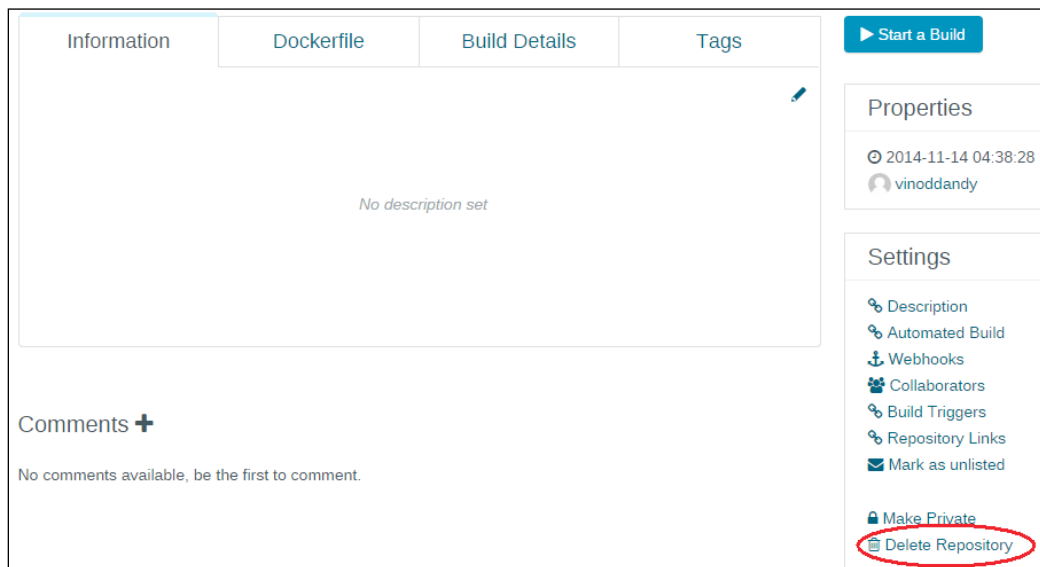 Information
Dockerfile
Build Details
Tags
No description set
Comments
No comments available, be the first to comment.
Start a Build
Properties
2014-11-14 04:38:28
vinoddandy
Settings
Description
Automated Build
Webhooks
Collaborators
Build Triggers
Repository Links
Mark as unlisted
Make Private
Delete Repository